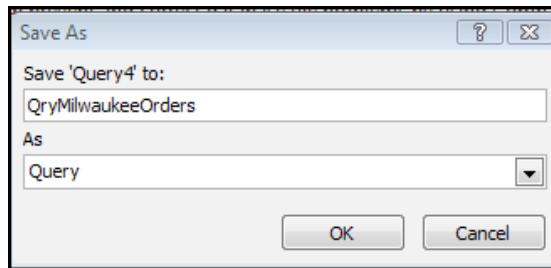 Save As
Save 'Query4' to:
QryMilwaukeeOrders
As
Query
OK Cancel